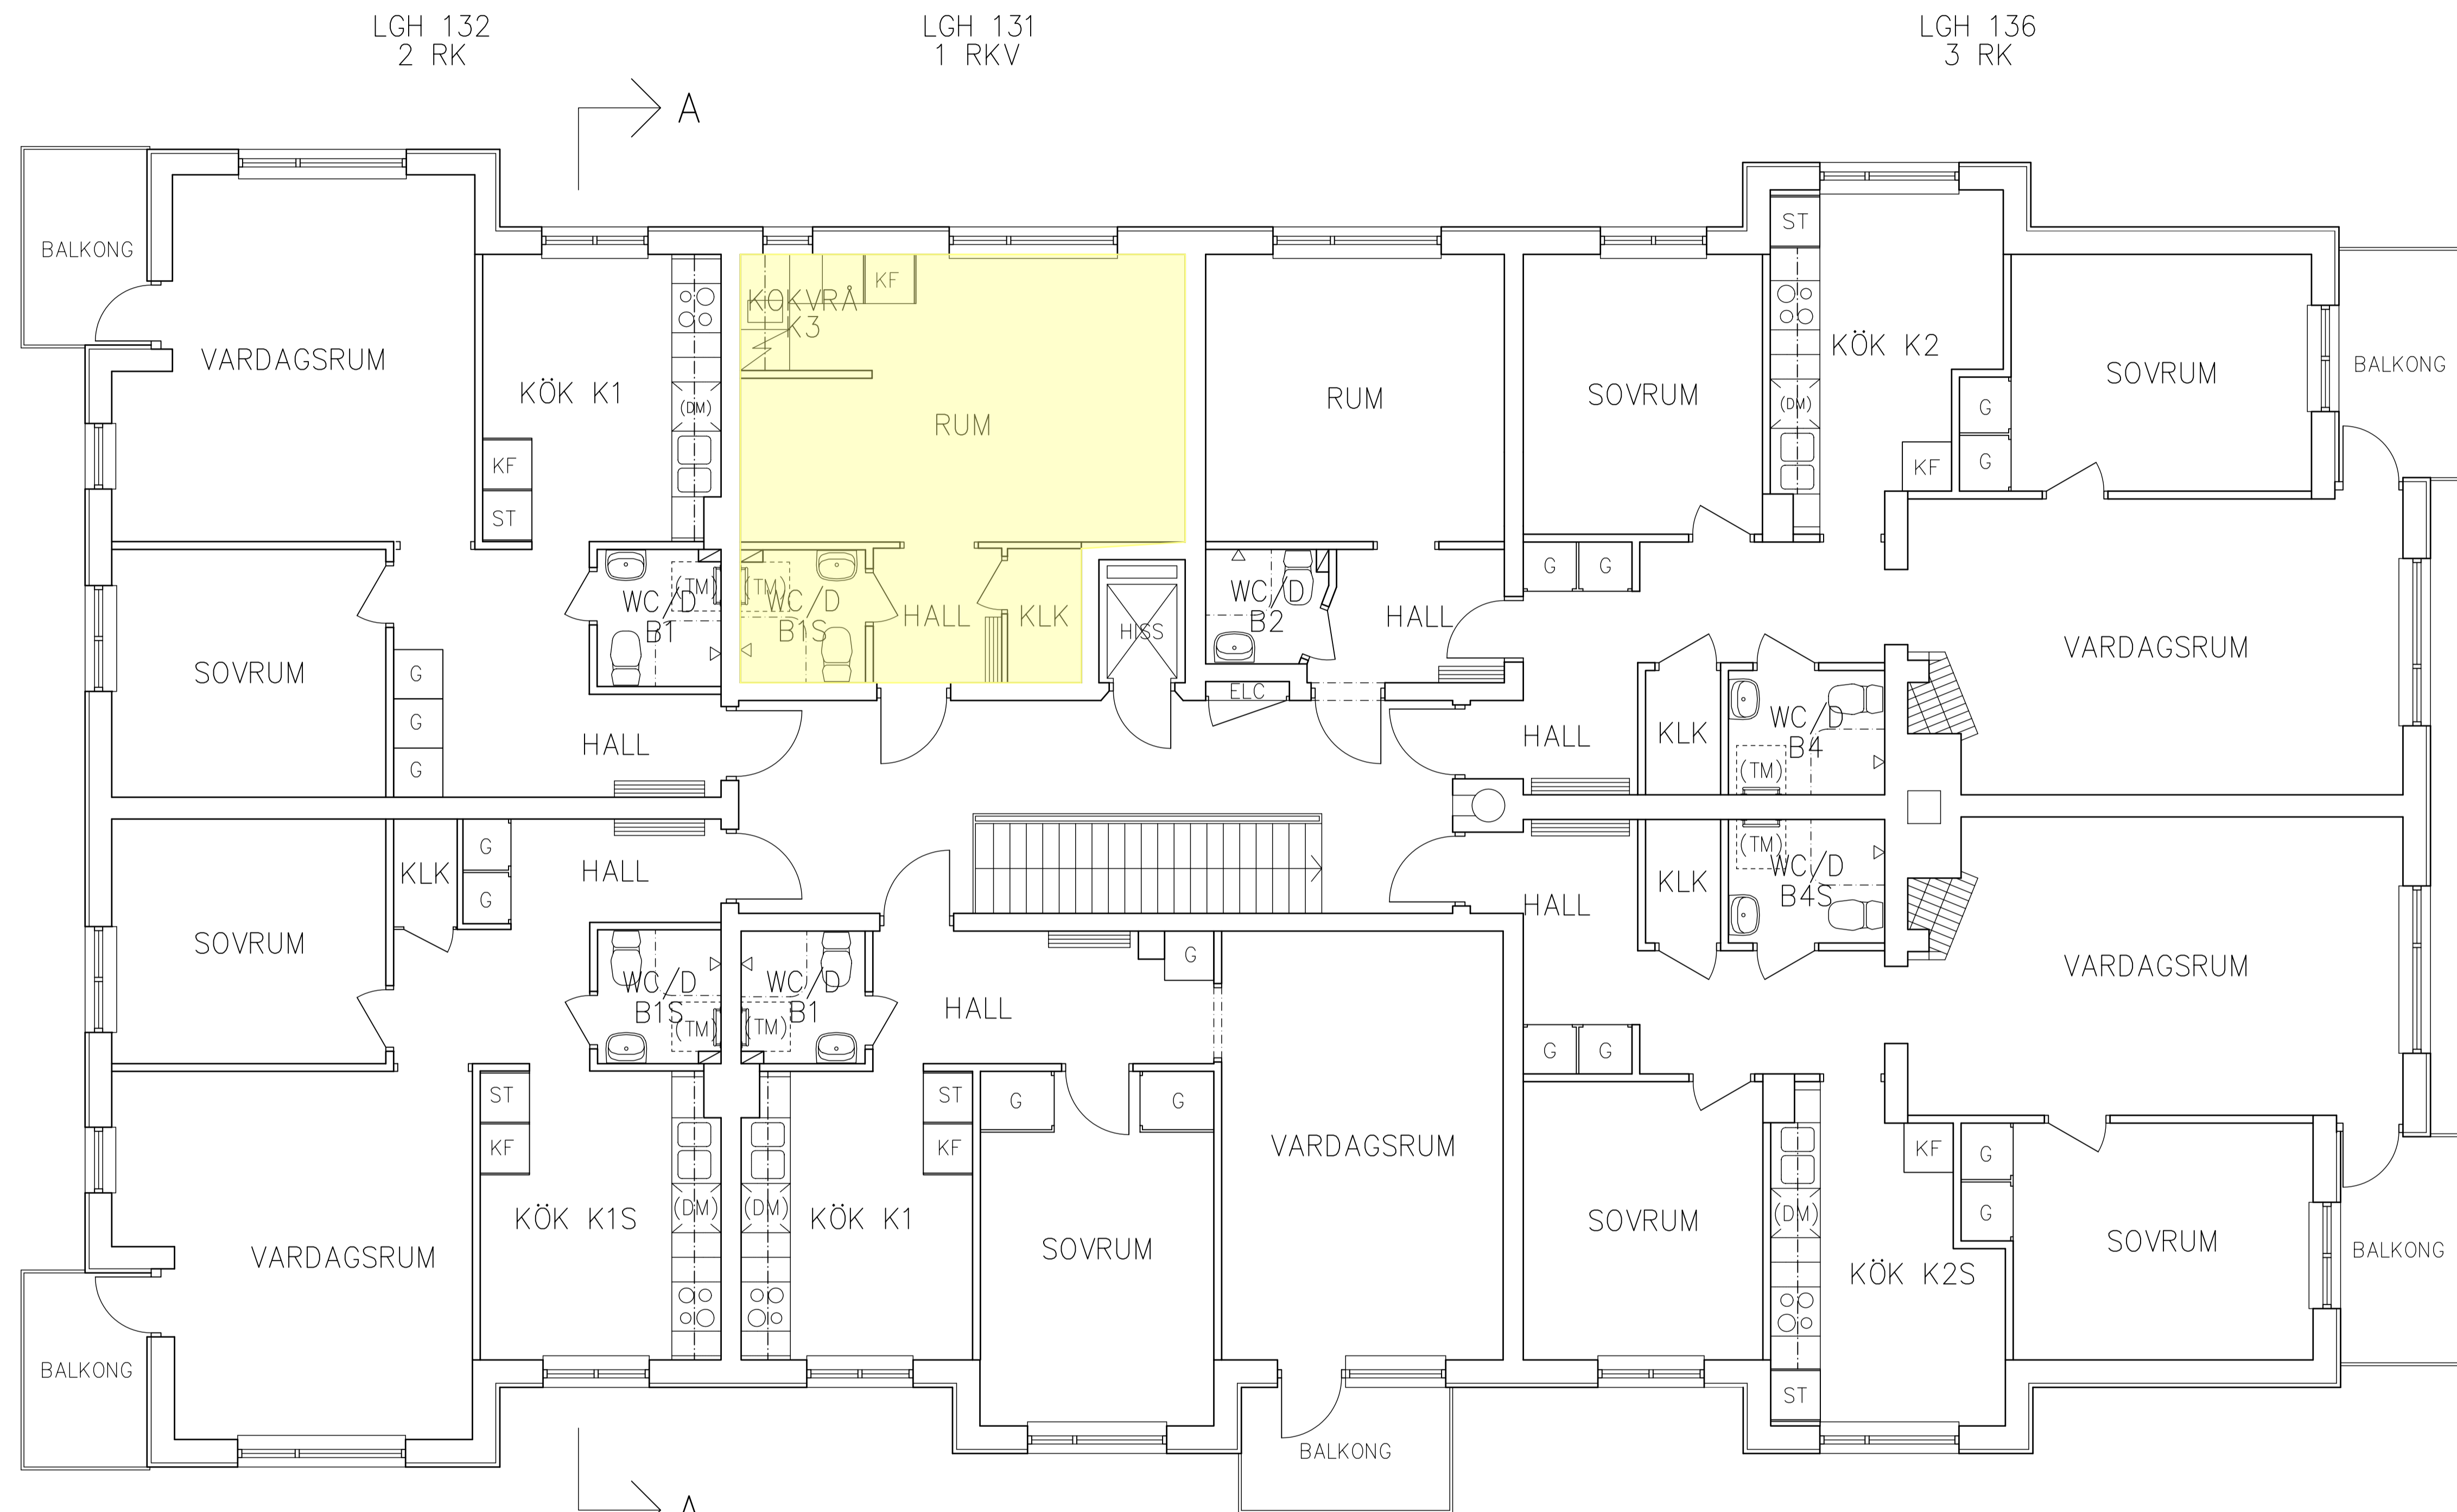 LGH 132
2 RK
LGH 131
1 RKV
LGH 136
3 RK
A
BALKONG
VARDAGSRUM
KÖK K1
KF
ST
(DM)
KOKVRÅ
K3
KF
RUM
RUM
SOVRUM
ST
KÖK K2
(DM)
G
G
KF
SOVRUM
BALKONG
SOVRUM
G
G
G
WC/D
B1
(TM)
(TM)
WC/D
B1S
HALL
KLK
HISS
WC/D
B2
HALL
ELC
G
G
VARDAGSRUM
HALL
HALL
KLK
WC/D
B4
(TM)
SOVRUM
KLK
G
G
HALL
HALL
KLK
(TM)
WC/D
B4S
VARDAGSRUM
WC/D
B1S
(TM)
(TM)
WC/D
B1
HALL
G
G
G
ST
KF
ST
KF
G
G
VARDAGSRUM
KF
G
G
VARDAGSRUM
KÖK K1S
(DM)
(DM)
KÖK K1
SOVRUM
SOVRUM
(DM)
KÖK K2S
SOVRUM
BALKONG
BALKONG
ST
BALKONG
A